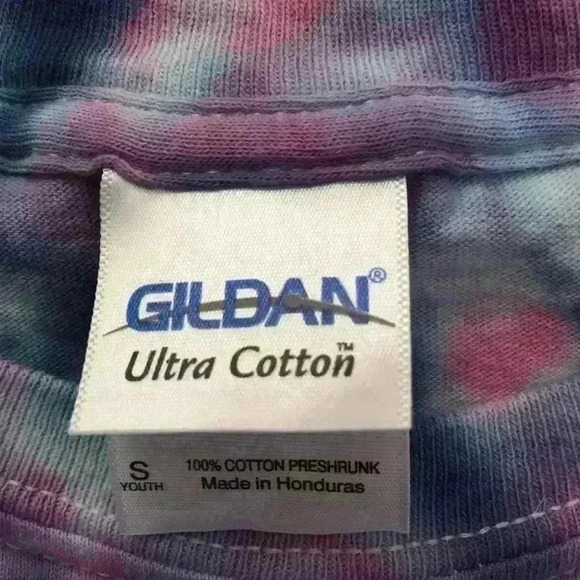 GILDAN®
Ultra Cotton™
S
YOUTH
100% COTTON PRESHRUNK
Made in Honduras